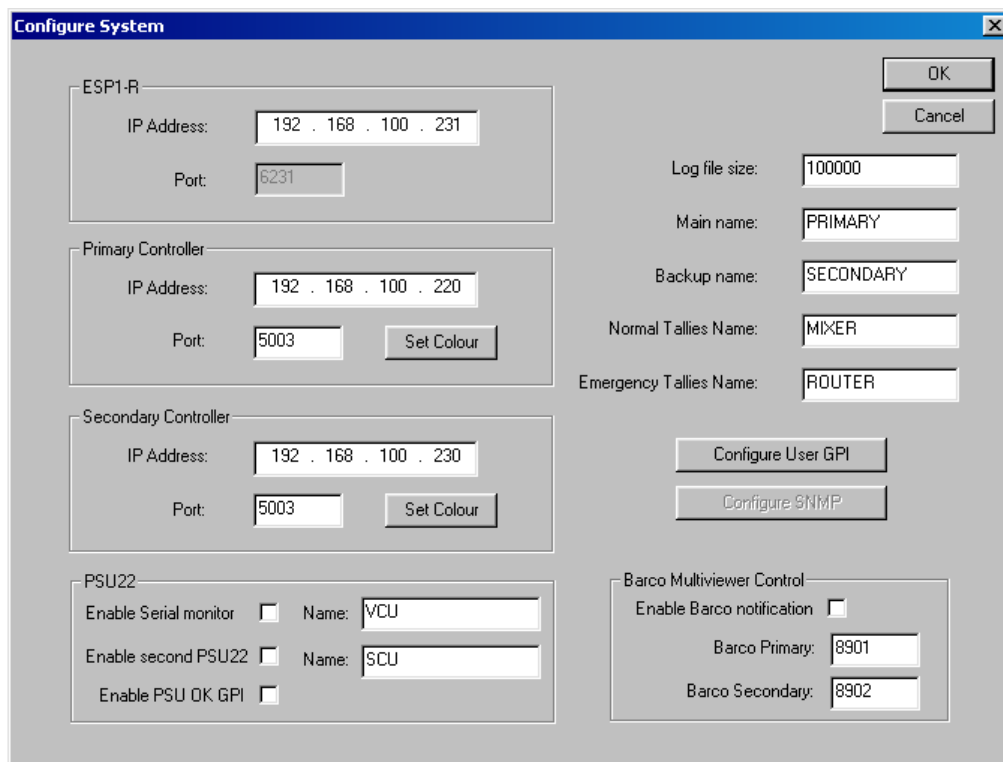 Configure System
OK
Cancel
ESP1-R
IP Address: 192 . 168 . 100 . 231
Port: 6231
Log file size: 100000
Main name: PRIMARY
Backup name: SECONDARY
Normal Tallies Name: MIXER
Emergency Tallies Name: ROUTER
Primary Controller
IP Address: 192 . 168 . 100 . 220
Port: 5003 Set Colour
Secondary Controller
IP Address: 192 . 168 . 100 . 230
Port: 5003 Set Colour
Configure User GPI
Configure SNMP
PSU22
Enable Serial monitor Name: VCU
Enable second PSU22 Name: SCU
Enable PSU OK GPI
Barco Multiviewer Control
Enable Barco notification
Barco Primary: 8901
Barco Secondary: 8902